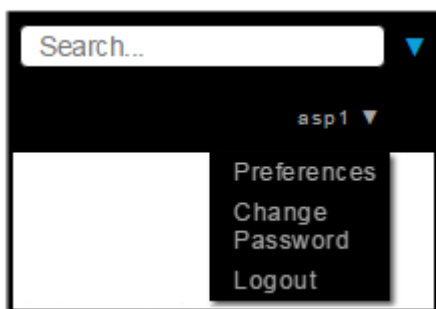 Search...
asp1
Preferences
Change
Password
Logout